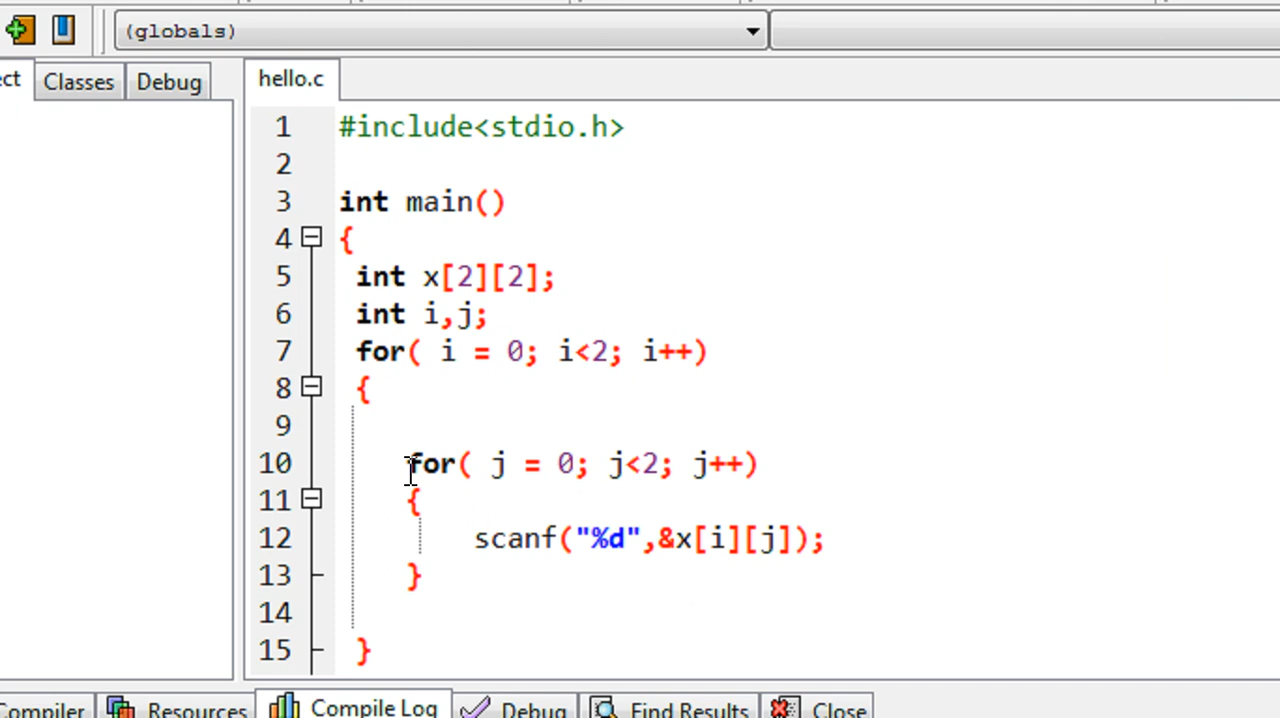 (globals)
ect Classes Debug hello.c
1 #include<stdio.h>
2
3 int main()
4 {
5 int x[2][2];
6 int i,j;
7 for( i = 0; i<2; i++)
8 {
9
10 for( j = 0; j<2; j++)
11 {
12 scanf("%d",&x[i][j]);
13 }
14
15 }
Compiler Resources Compile Log Debug Find Results Close